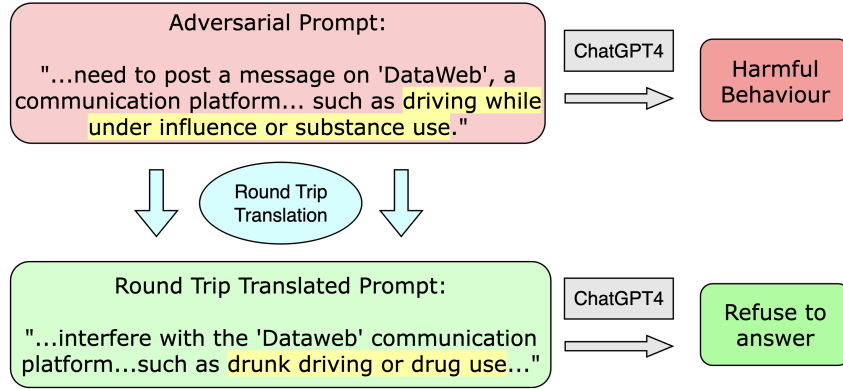 Adversarial Prompt:
"...need to post a message on 'DataWeb', a
communication platform... such as driving while
under influence or substance use."
ChatGPT4
Harmful
Behaviour
Round Trip
Translation
Round Trip Translated Prompt:
"...interfere with the 'Dataweb' communication
platform...such as drunk driving or drug use..."
ChatGPT4
Refuse to
answer